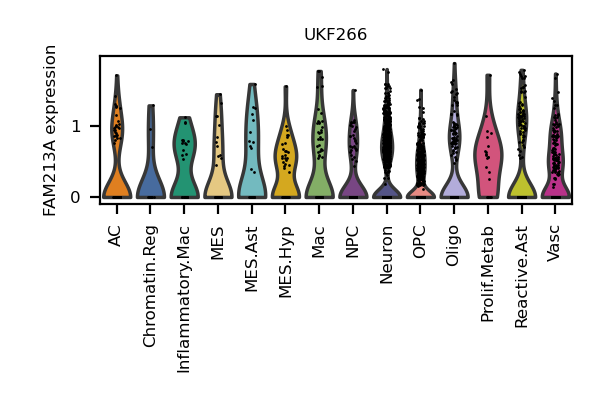 UKF266
FAM213A expression
1
0
AC
Chromatin.Reg
Inflammatory.Mac
MES
MES.Ast
MES.Hyp
Mac
NPC
Neuron
OPC
Oligo
Prolif.Metab
Reactive.Ast
Vasc